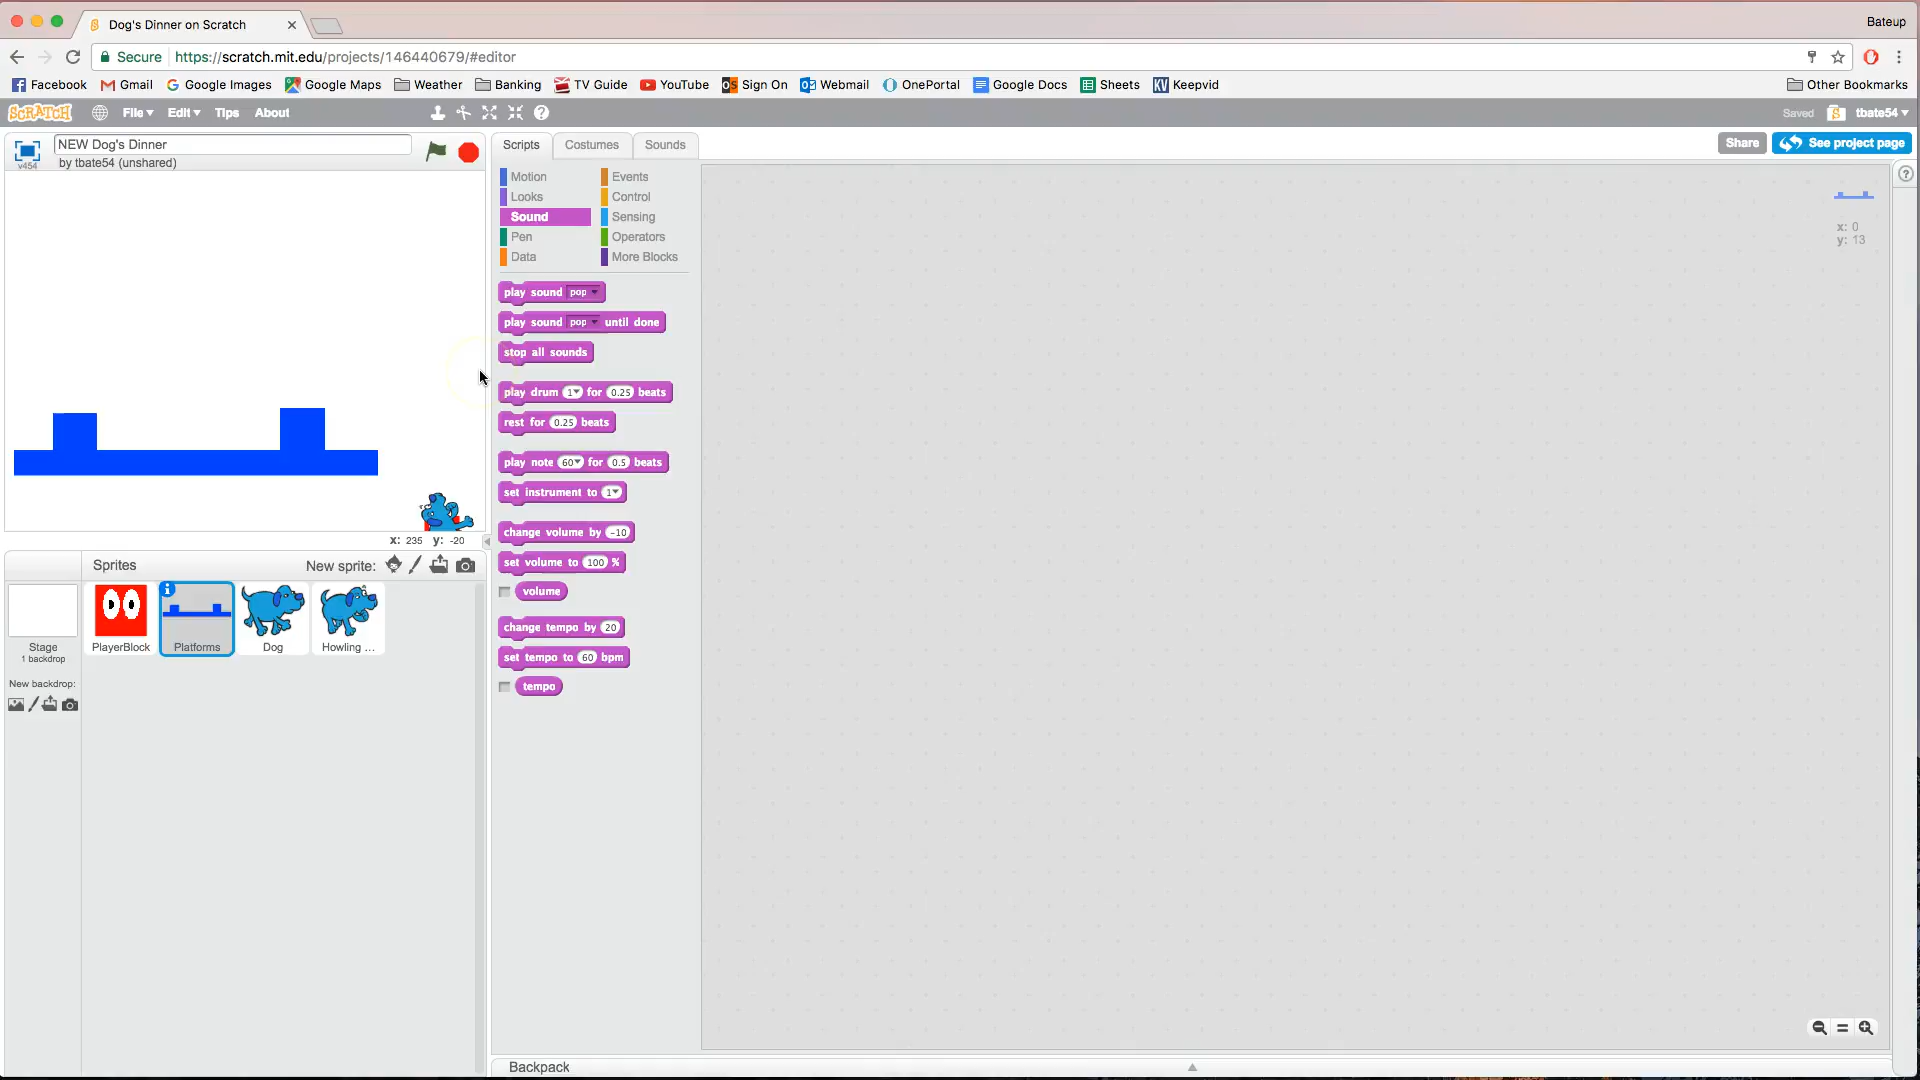 Dog's Dinner on Scratch
Bateup
Secure
https://scratch.mit.edu/projects/146440679/#editor
Facebook Gmail Google Images Google Maps Weather Banking TV Guide YouTube Sign On Webmail OnePortal Google Docs Sheets Keepvid Other Bookmarks
SCRATCH File Edit Tips About Saved tbate54
NEW Dog's Dinner
by tbate54 (unshared)
v454
Scripts Costumes Sounds
Share See project page
Motion Events
Looks Control
Sound Sensing
Pen Operators
Data More Blocks
x: 0
y: 13
play sound pop
play sound pop until done
stop all sounds
play drum 1 for 0.25 beats
rest for 0.25 beats
play note 60 for 0.5 beats
set instrument to 1
change volume by -10
set volume to 100 %
volume
change tempo by 20
set tempo to 60 bpm
tempo
x: 235 y: -20
Sprites New sprite:
PlayerBlock Platforms Dog Howling ...
Stage
1 backdrop
New backdrop:
Backpack